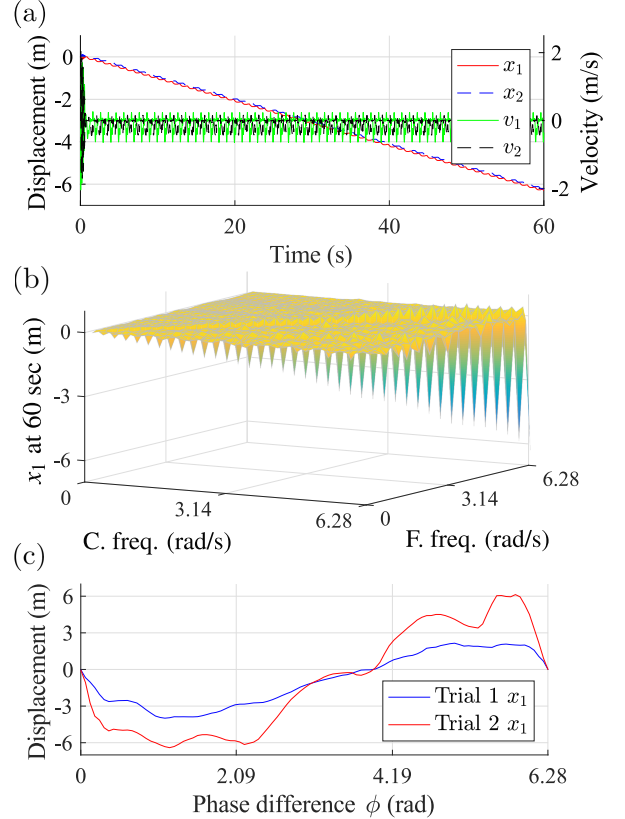 (a)
Displacement (m)
0
-2
-4
-6
0
20
40
60
Time (s)
2
0
-2
Velocity (m/s)
x₁
x₂
v₁
v₂
(b)
x₁ at 60 sec (m)
0
-3
-6
0
3.14
6.28
C. freq. (rad/s)
0
3.14
6.28
F. freq. (rad/s)
(c)
Displacement (m)
6
3
0
-3
-6
0
2.09
4.19
6.28
Phase difference ϕ (rad)
Trial 1 x₁
Trial 2 x₁